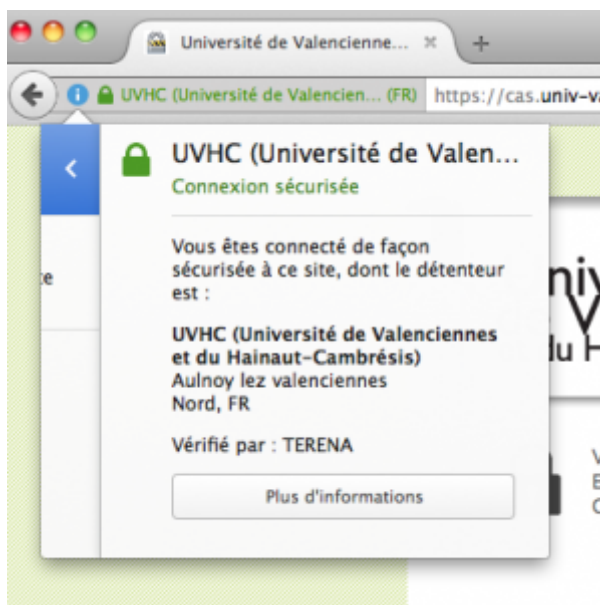 Université de Valencienne...
UVHC (Université de Valencien... (FR) https://cas.univ-va
UVHC (Université de Valen...
Connexion sécurisée
Vous êtes connecté de façon
sécurisée à ce site, dont le détenteur
est :
UVHC (Université de Valenciennes
et du Hainaut-Cambrésis)
Aulnoy lez valenciennes
Nord, FR
Vérifié par : TERENA
Plus d'informations